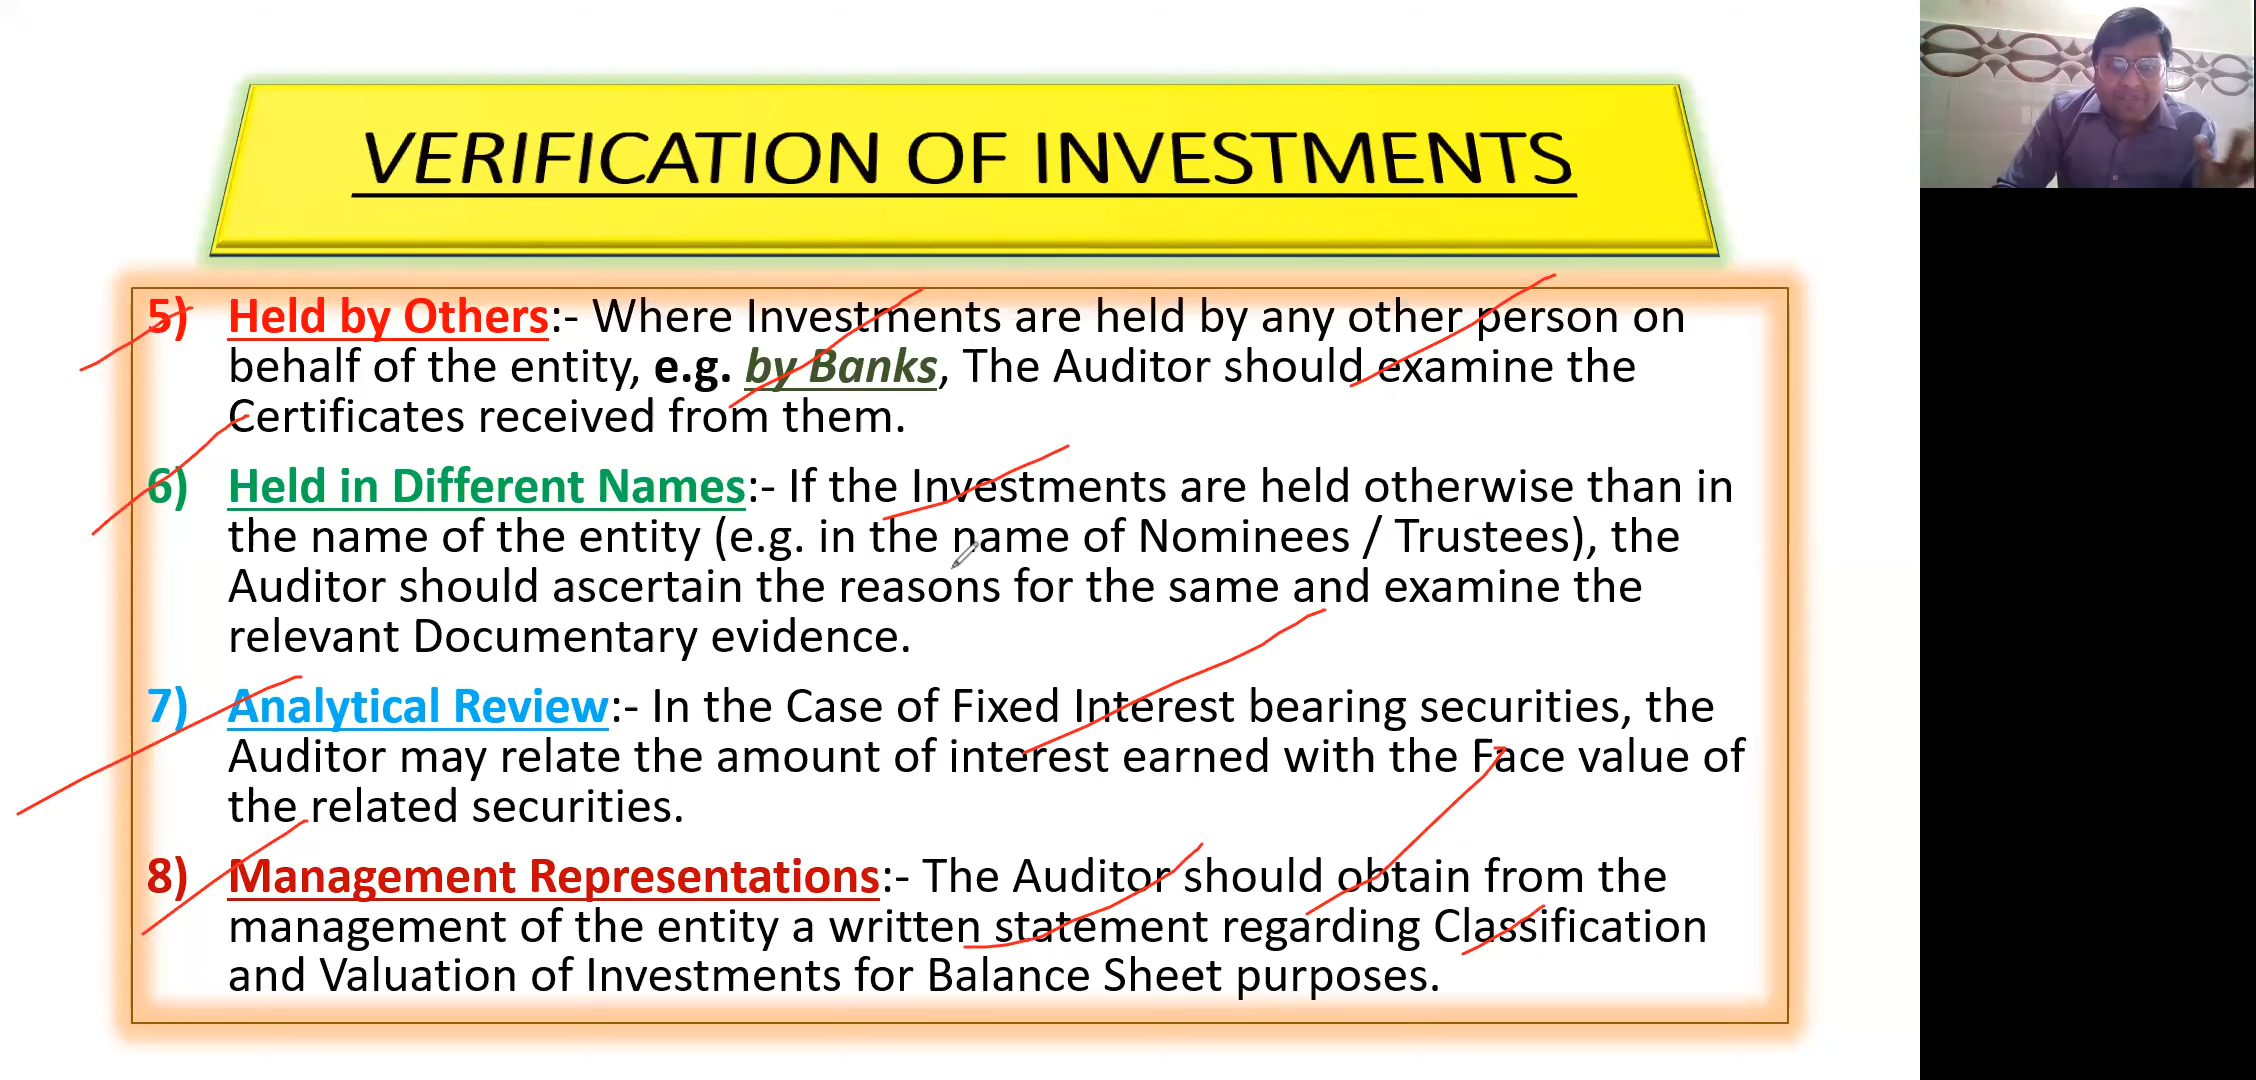 VERIFICATION OF INVESTMENTS
5) Held by Others:- Where Investments are held by any other person on
behalf of the entity, e.g. by Banks, The Auditor should examine the
Certificates received from them.
6) Held in Different Names:- If the Investments are held otherwise than in
the name of the entity (e.g. in the name of Nominees / Trustees), the
Auditor should ascertain the reasons for the same and examine the
relevant Documentary evidence.
7) Analytical Review:- In the Case of Fixed Interest bearing securities, the
Auditor may relate the amount of interest earned with the Face value of
the related securities.
8) Management Representations:- The Auditor should obtain from the
management of the entity a written statement regarding Classification
and Valuation of Investments for Balance Sheet purposes.